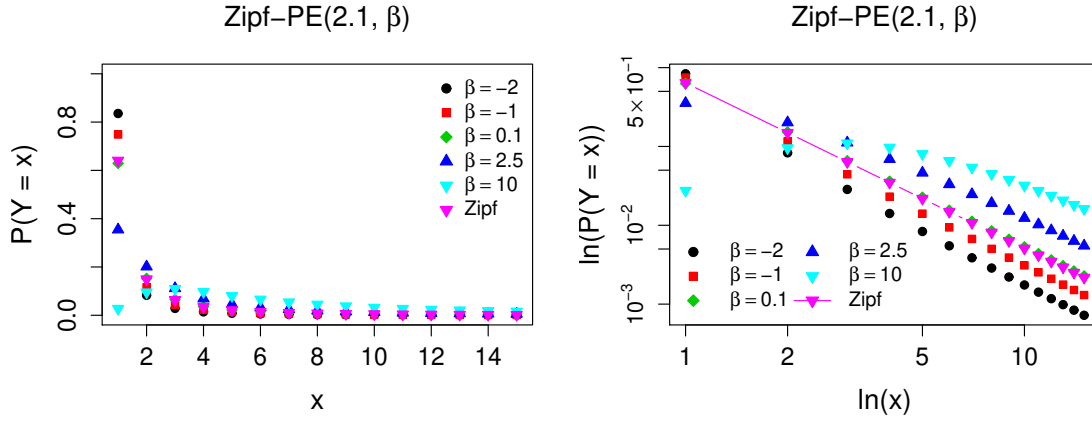 Zipf−PE(2.1, β)
P(Y = x)
0.8
0.4
0.0
β = −2
β = −1
β = 0.1
β = 2.5
β = 10
Zipf
2 4 6 8 10 12 14
x
Zipf−PE(2.1, β)
ln(P(Y = x))
5 × 10⁻¹
10⁻²
10⁻³
β = −2
β = −1
β = 0.1
β = 2.5
β = 10
Zipf
1 2 5 10
ln(x)